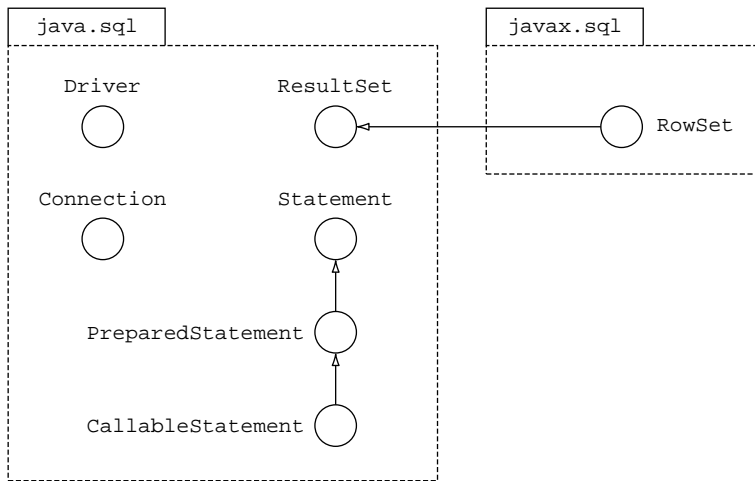 java.sql
javax.sql
Driver
ResultSet
RowSet
Connection
Statement
PreparedStatement
CallableStatement